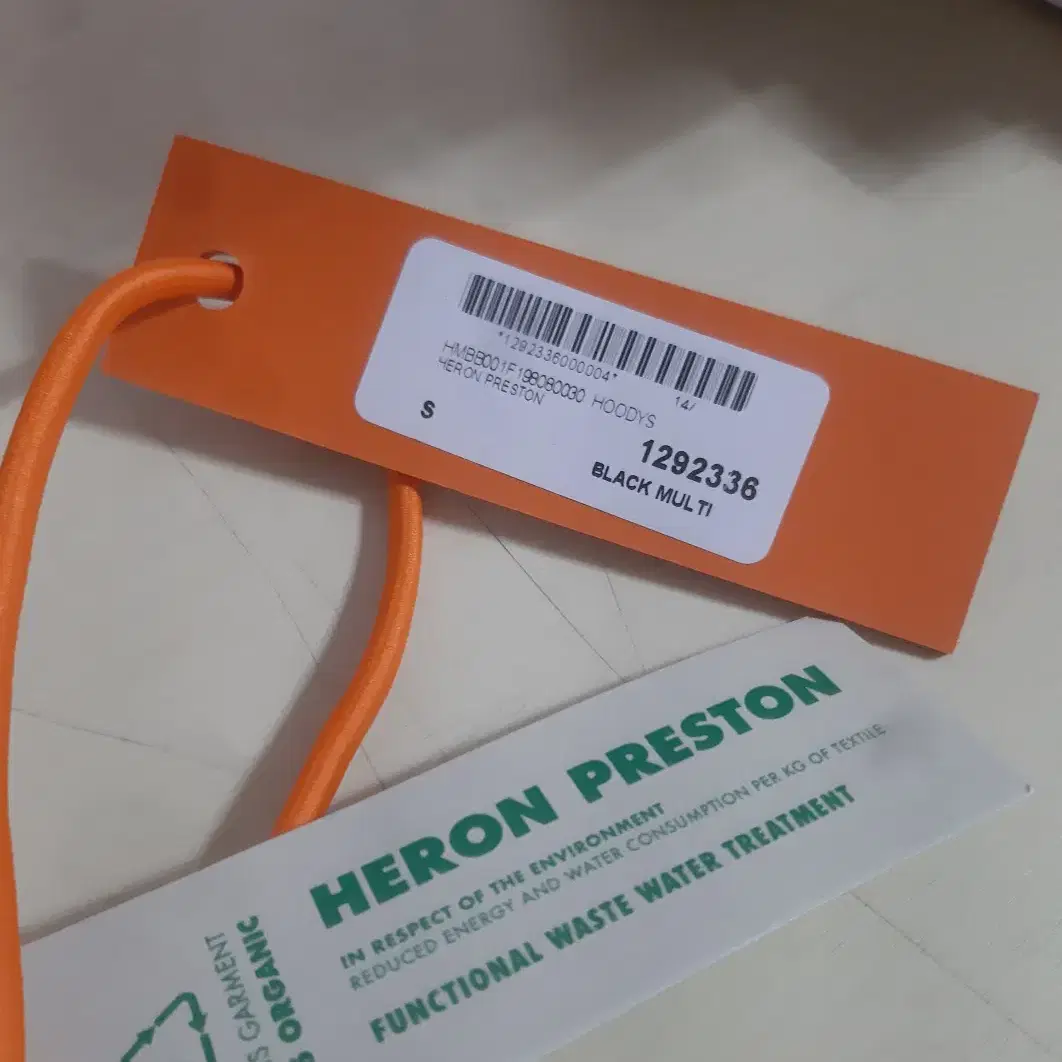 *1292336000004*
14/
HMBB001F198080030 HOODYS
HERON PRESTON
S
1292336
BLACK MULTI
HERON PRESTON
IN RESPECT OF THE ENVIRONMENT
REDUCED ENERGY AND WATER CONSUMPTION PER KG OF TEXTILE
FUNCTIONAL WASTE WATER TREATMENT
GARMENT
ORGANIC